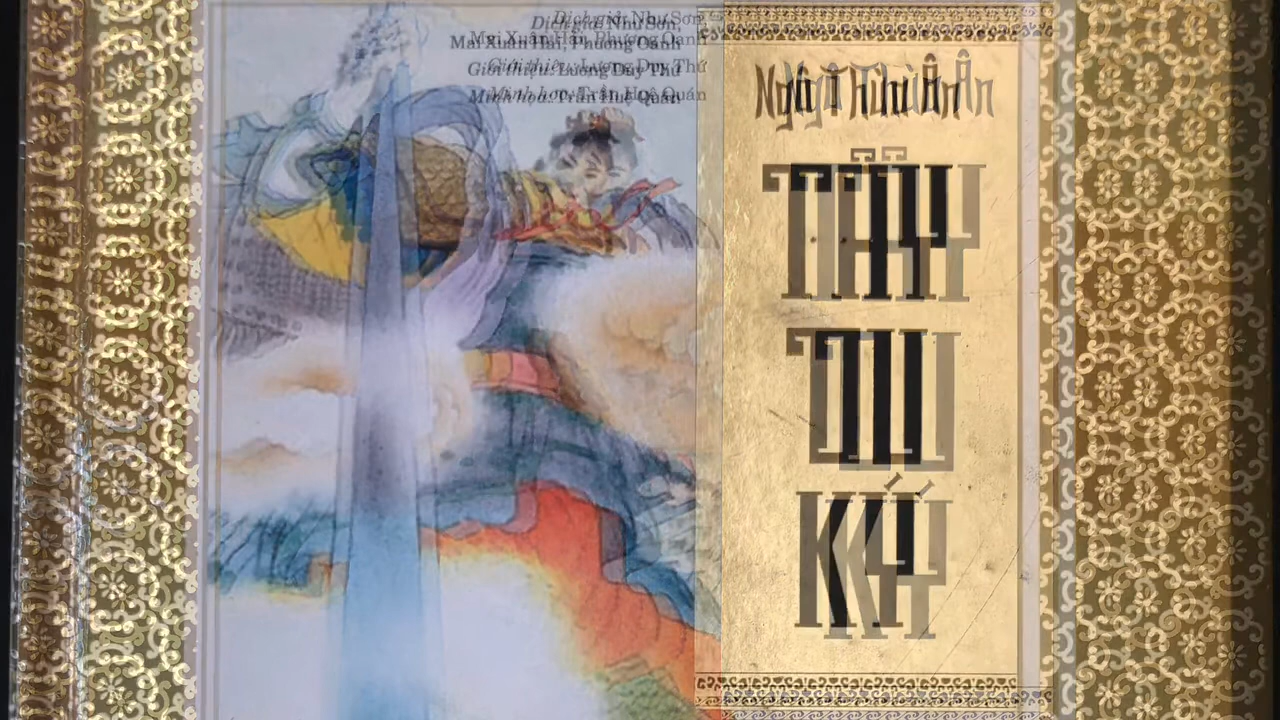 Dịch giả: Như Sơn,
Mai Xuân Hải, Phương Oanh
Giới thiệu: Lương Duy Thứ
Minh họa: Trần Huệ Quán
Ngô Thừa Ân
TÂY
DU
KÝ